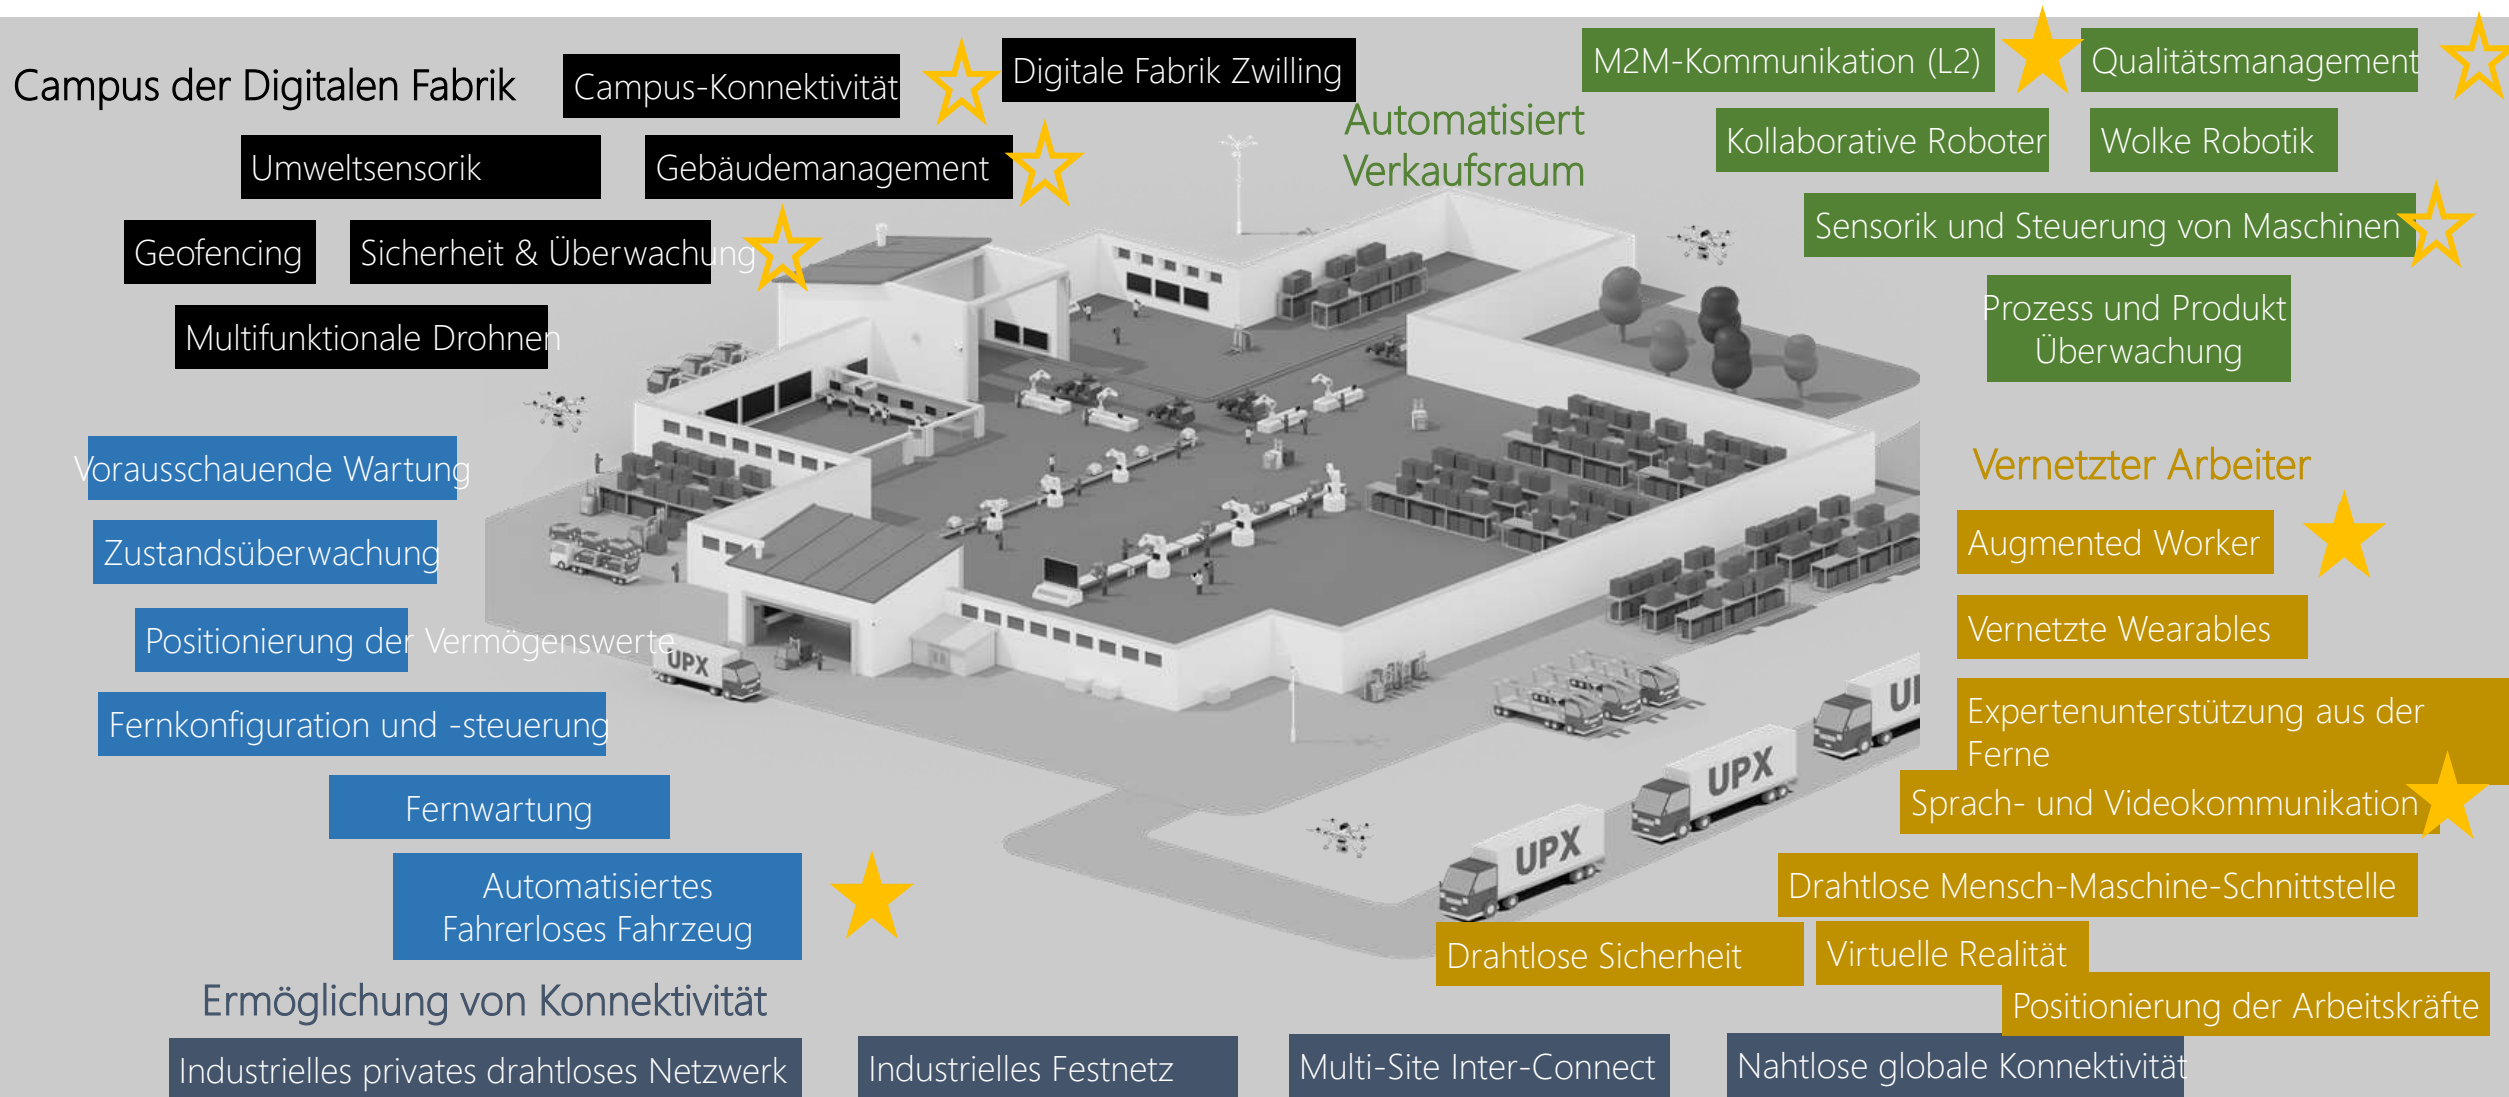 Campus der Digitalen Fabrik
Campus-Konnektivität
Digitale Fabrik Zwilling
Umweltsensorik
Gebäudemanagement
Geofencing
Sicherheit & Überwachung
Multifunktionale Drohnen
Automatisiert
Verkaufsraum
M2M-Kommunikation (L2)
Qualitätsmanagement
Kollaborative Roboter
Wolke Robotik
Sensorik und Steuerung von Maschinen
Prozess und Produkt
Überwachung
Vorausschauende Wartung
Zustandsüberwachung
Positionierung der Vermögenswerte
Fernkonfiguration und -steuerung
Fernwartung
Automatisiertes
Fahrerloses Fahrzeug
Vernetzter Arbeiter
Augmented Worker
Vernetzte Wearables
Expertenunterstützung aus der
Ferne
Sprach- und Videokommunikation
Drahtlose Mensch-Maschine-Schnittstelle
Drahtlose Sicherheit
Virtuelle Realität
Positionierung der Arbeitskräfte
UPX
UPX
UPX
UP
Ermöglichung von Konnektivität
Industrielles privates drahtloses Netzwerk
Industrielles Festnetz
Multi-Site Inter-Connect
Nahtlose globale Konnektivität